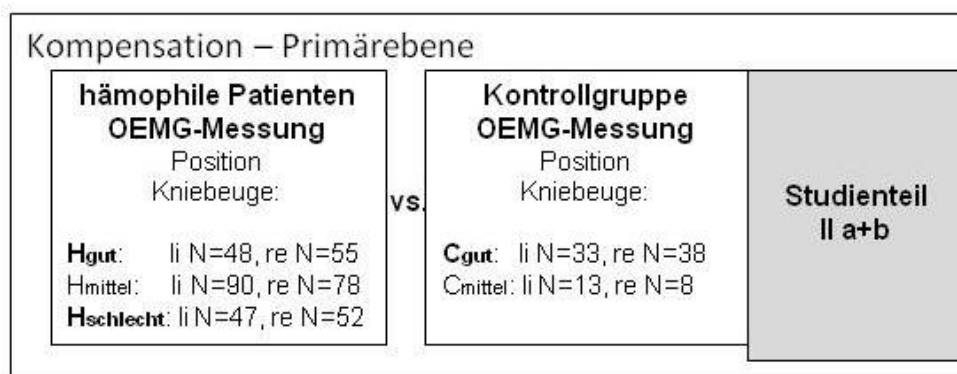 Kompensation – Primärebene
hämophile Patienten
OEMG-Messung
Position
Kniebeuge:
Hgut: li N=48, re N=55
Hmittel: li N=90, re N=78
Hschlecht: li N=47, re N=52
vs.
Kontrollgruppe
OEMG-Messung
Position
Kniebeuge:
Cgut: li N=33, re N=38
Cmittel: li N=13, re N=8
Studienteil
II a+b